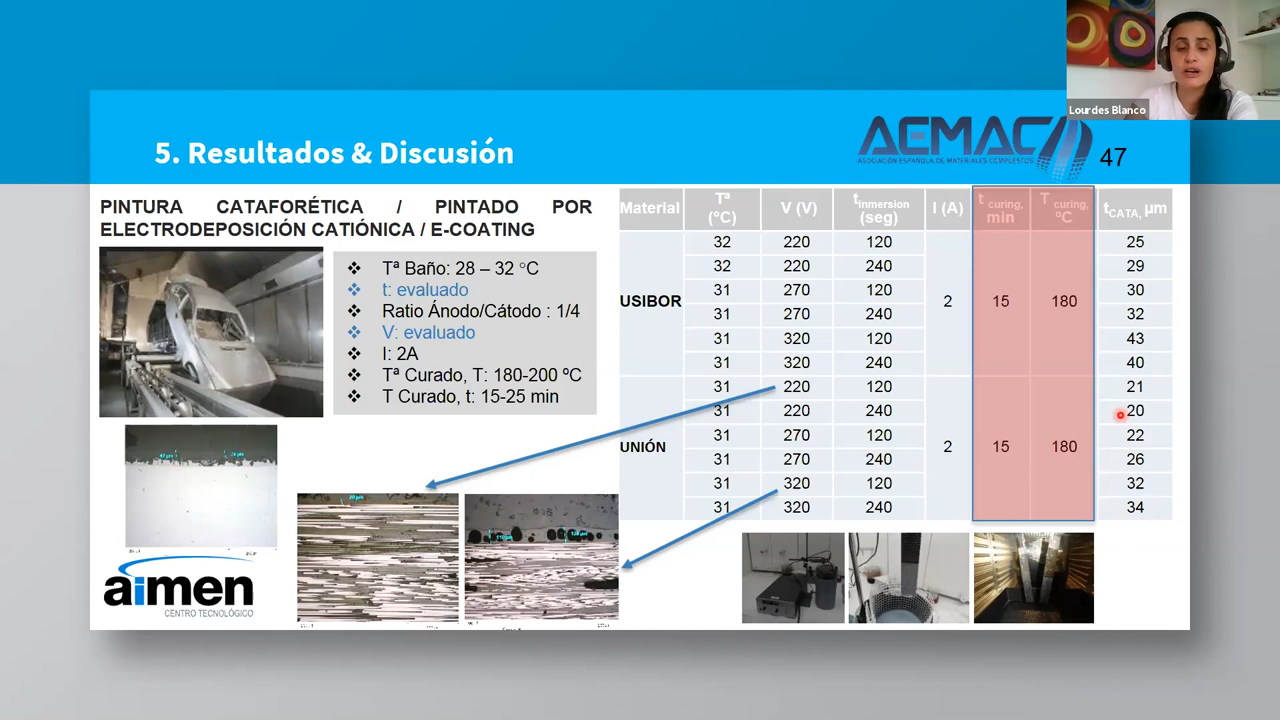 Lourdes Blanco
5. Resultados & Discusión
AEMAC
ASOCIACIÓN ESPAÑOLA DE MATERIALES COMPUESTOS
47
PINTURA CATAFORÉTICA / PINTADO POR
ELECTRODEPOSICIÓN CATIÓNICA / E-COATING
❖ Tª Baño: 28 – 32 °C
❖ t: evaluado
❖ Ratio Ánodo/Cátodo : 1/4
❖ V: evaluado
❖ I: 2A
❖ Tª Curado, T: 180-200 ºC
❖ T Curado, t: 15-25 min
Material Tª (°C) V (V) tinmersion (seg) I (A) t curing, min T curing, ºC tCATA, µm
USIBOR 2 15 180
32 220 120 25
32 220 240 29
31 270 120 30
31 270 240 32
31 320 120 43
31 320 240 40
UNIÓN 2 15 180
31 220 120 21
31 220 240 20
31 270 120 22
31 270 240 26
31 320 120 32
31 320 240 34
aimen
CENTRO TECNOLÓGICO